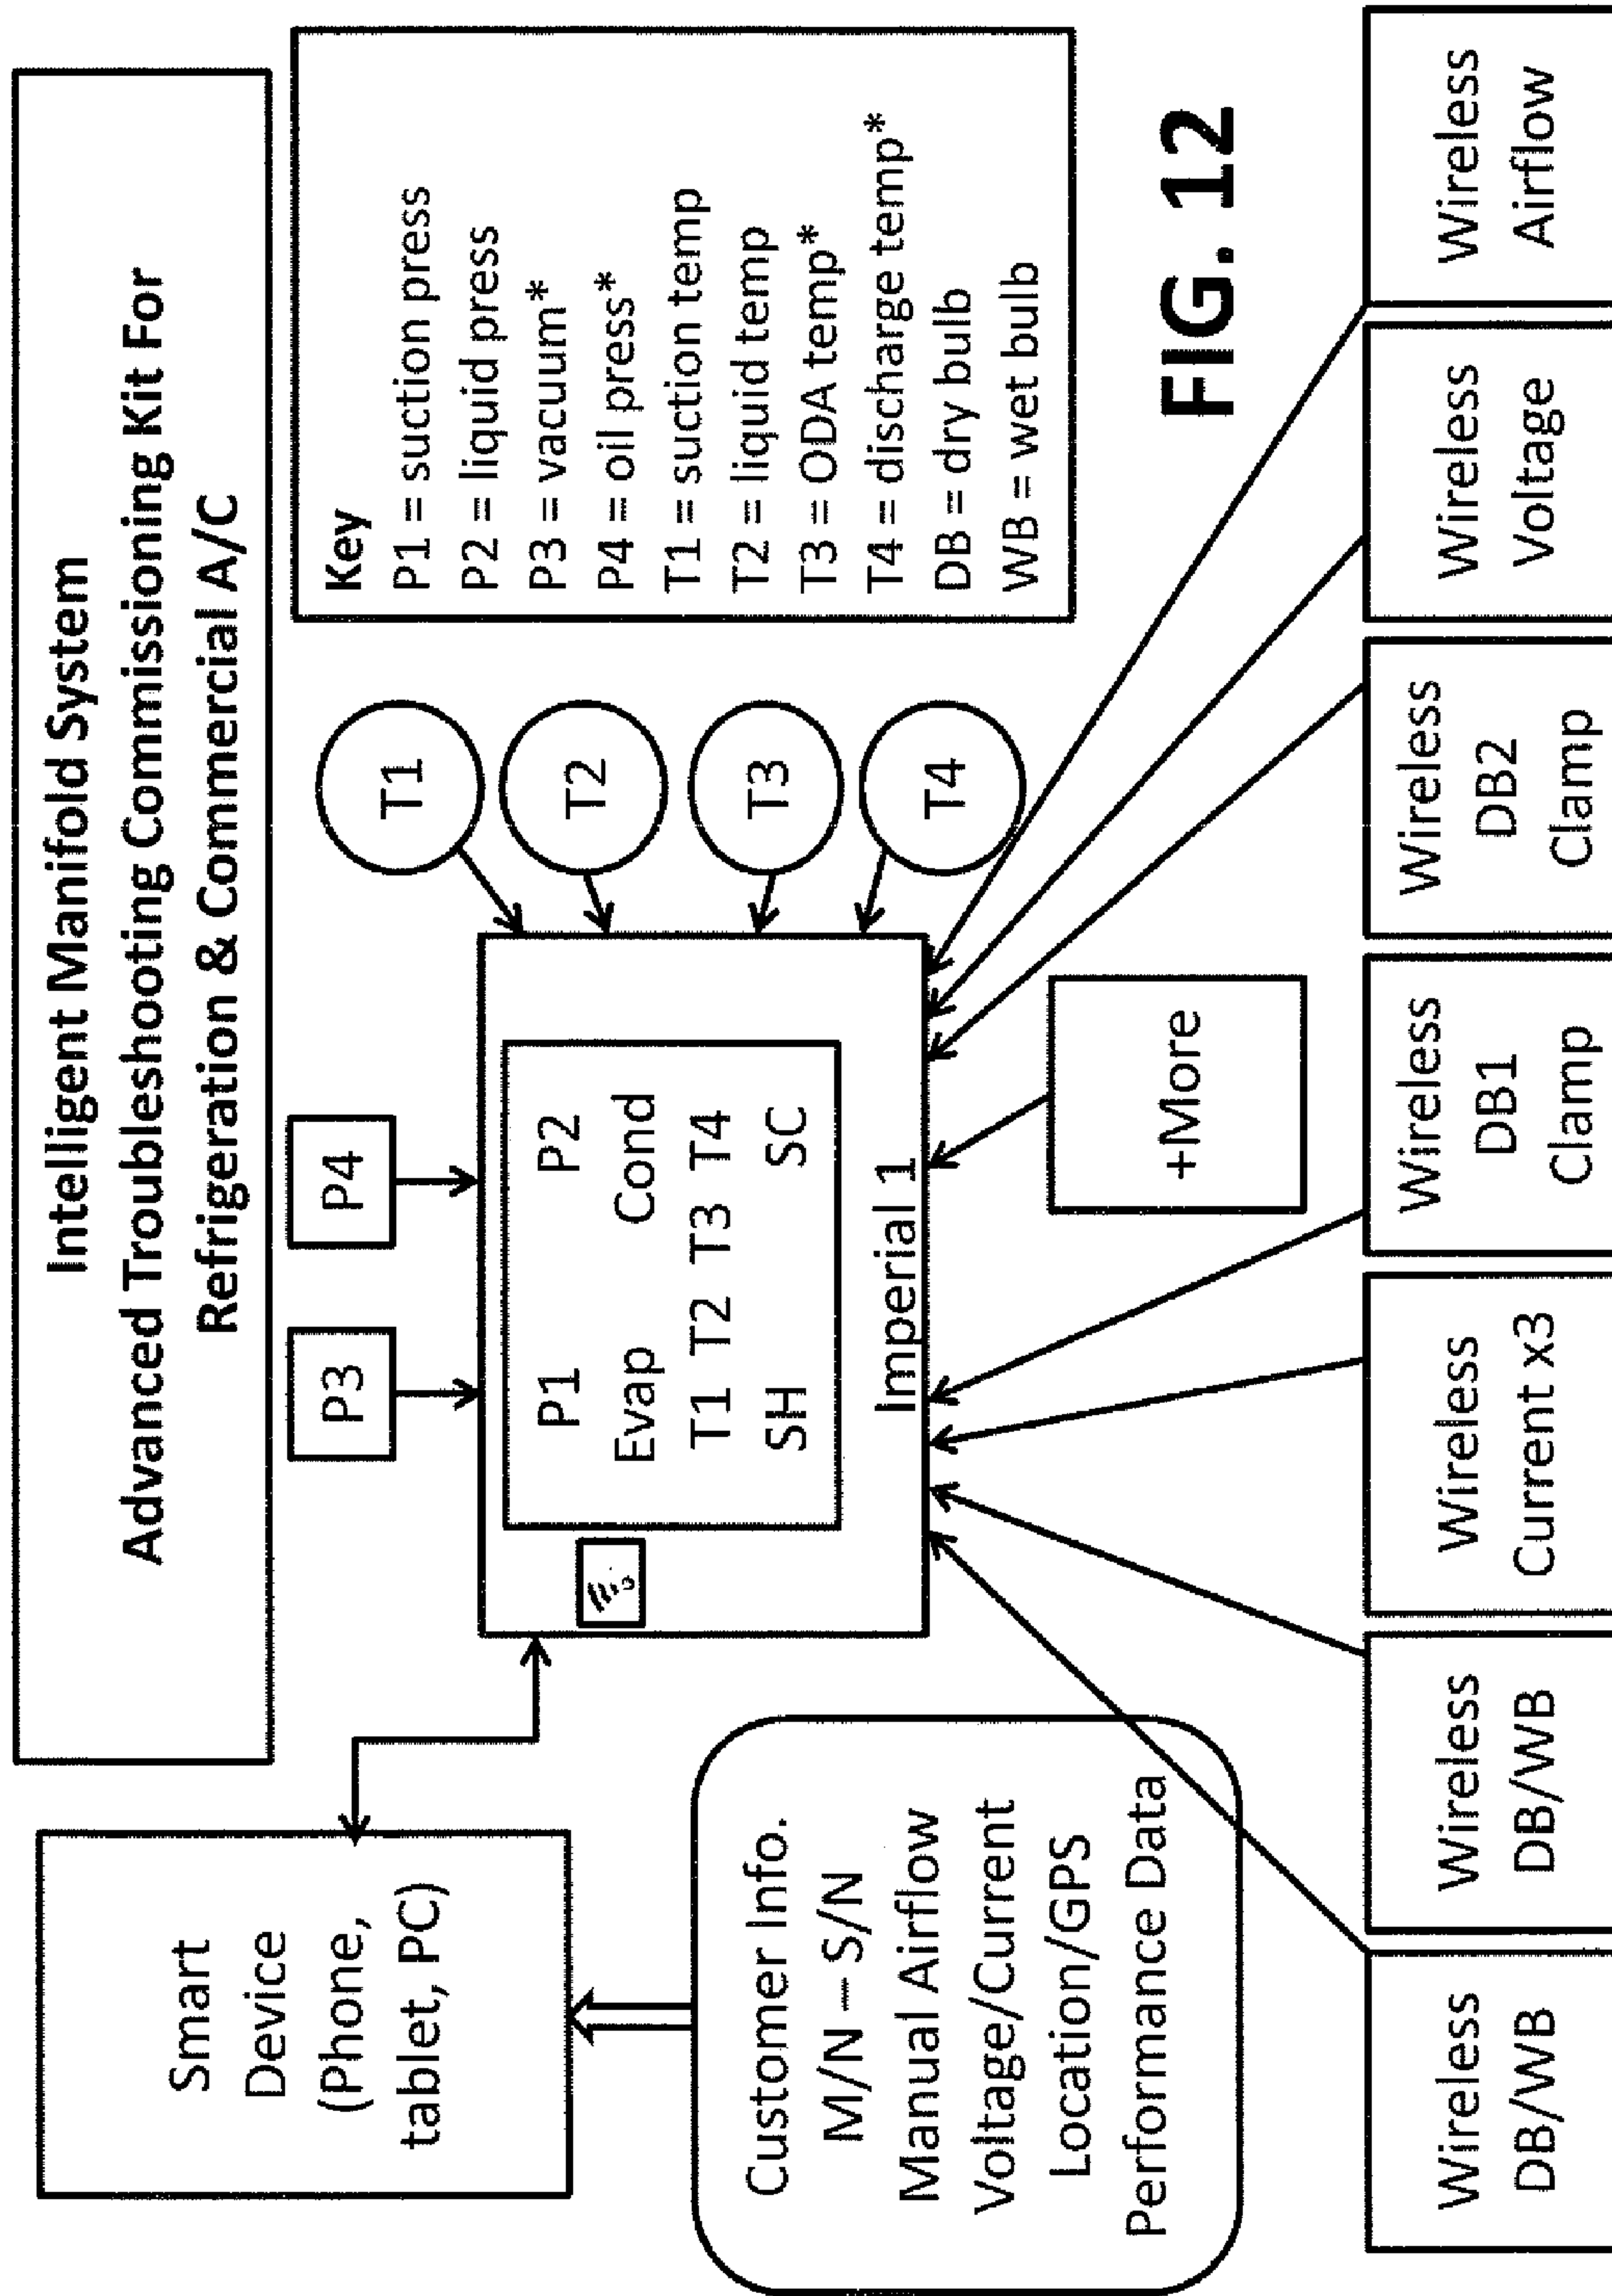 Intelligent Manifold System
Advanced Troubleshooting Commissioning Kit For
Refrigeration & Commercial A/C
Smart
Device
(Phone,
tablet, PC)
Customer Info.
M/N – S/N
Manual Airflow
Voltage/Current
Location/GPS
Performance Data
P3
P4
P1 P2
Evap Cond
T1 T2 T3 T4
SH SC
Imperial 1
T1
T2
T3
T4
+More
Key
P1 = suction press
P2 = liquid press
P3 = vacuum*
P4 = oil press*
T1 = suction temp
T2 = liquid temp
T3 = ODA temp*
T4 = discharge temp*
DB = dry bulb
WB = wet bulb
FIG. 12
Wireless
DB/WB
Wireless
DB/WB
Wireless
Current x3
Wireless
DB1
Clamp
Wireless
DB2
Clamp
Wireless
Voltage
Wireless
Airflow